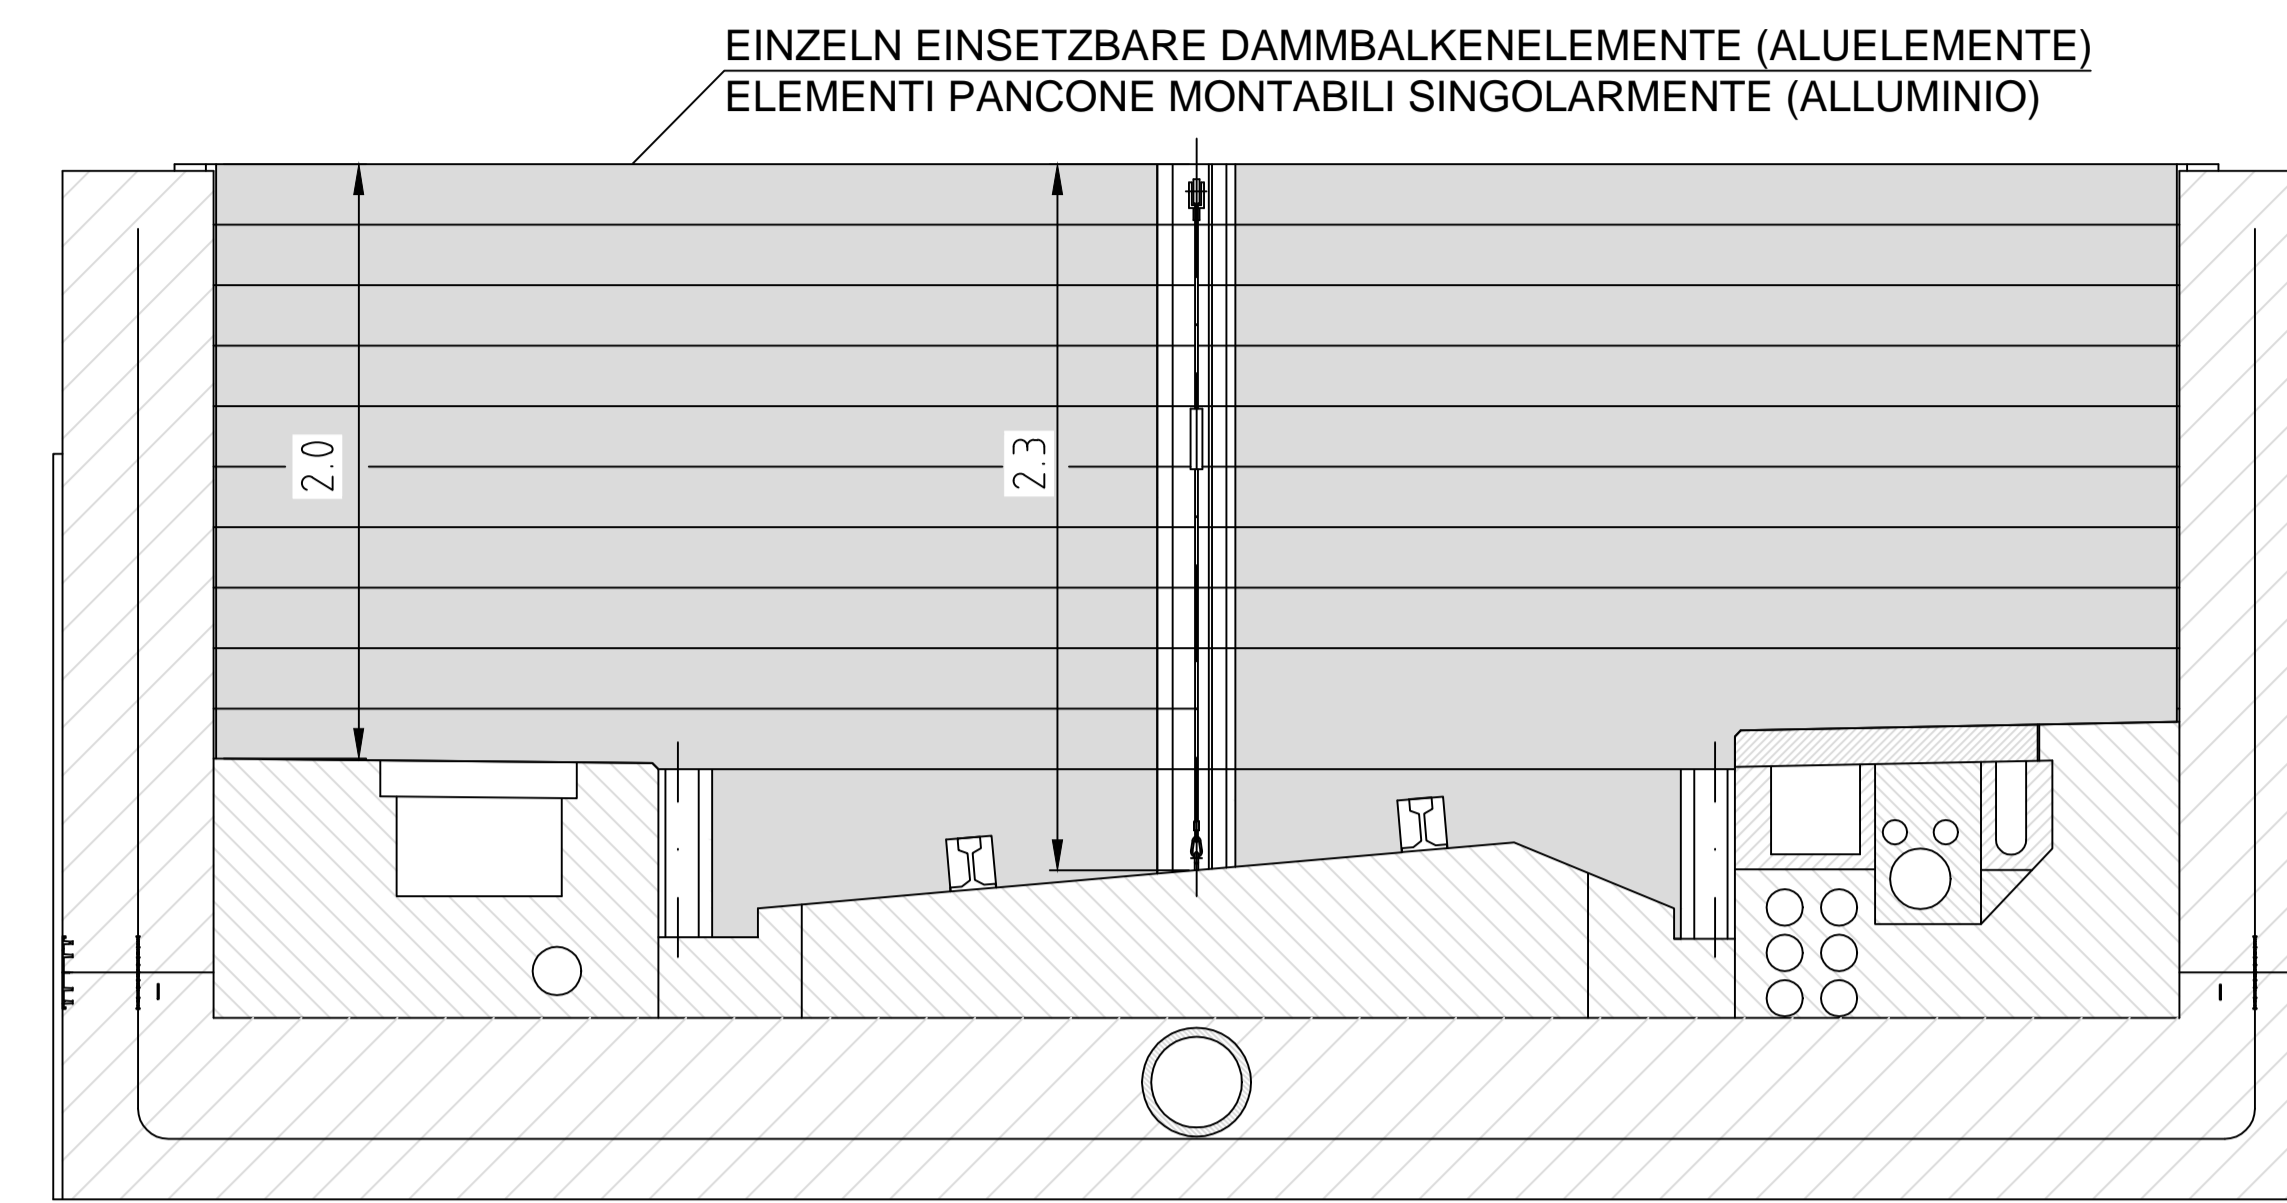 EINZELN EINSETZBARE DAMMBALKENELEMENTE (ALUELEMENTE)
ELEMENTI PANCONE MONTABILI SINGOLARMENTE (ALLUMINIO)
2.0
2.3